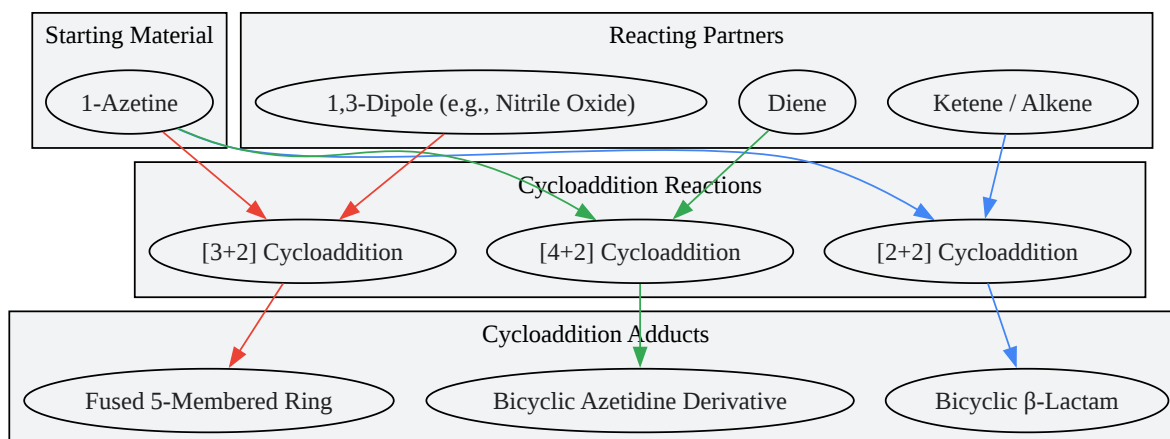 Starting Material
Reacting Partners
1-Azetine
1,3-Dipole (e.g., Nitrile Oxide)
Diene
Ketene / Alkene
Cycloaddition Reactions
[3+2] Cycloaddition
[4+2] Cycloaddition
[2+2] Cycloaddition
Cycloaddition Adducts
Fused 5-Membered Ring
Bicyclic Azetidine Derivative
Bicyclic β-Lactam